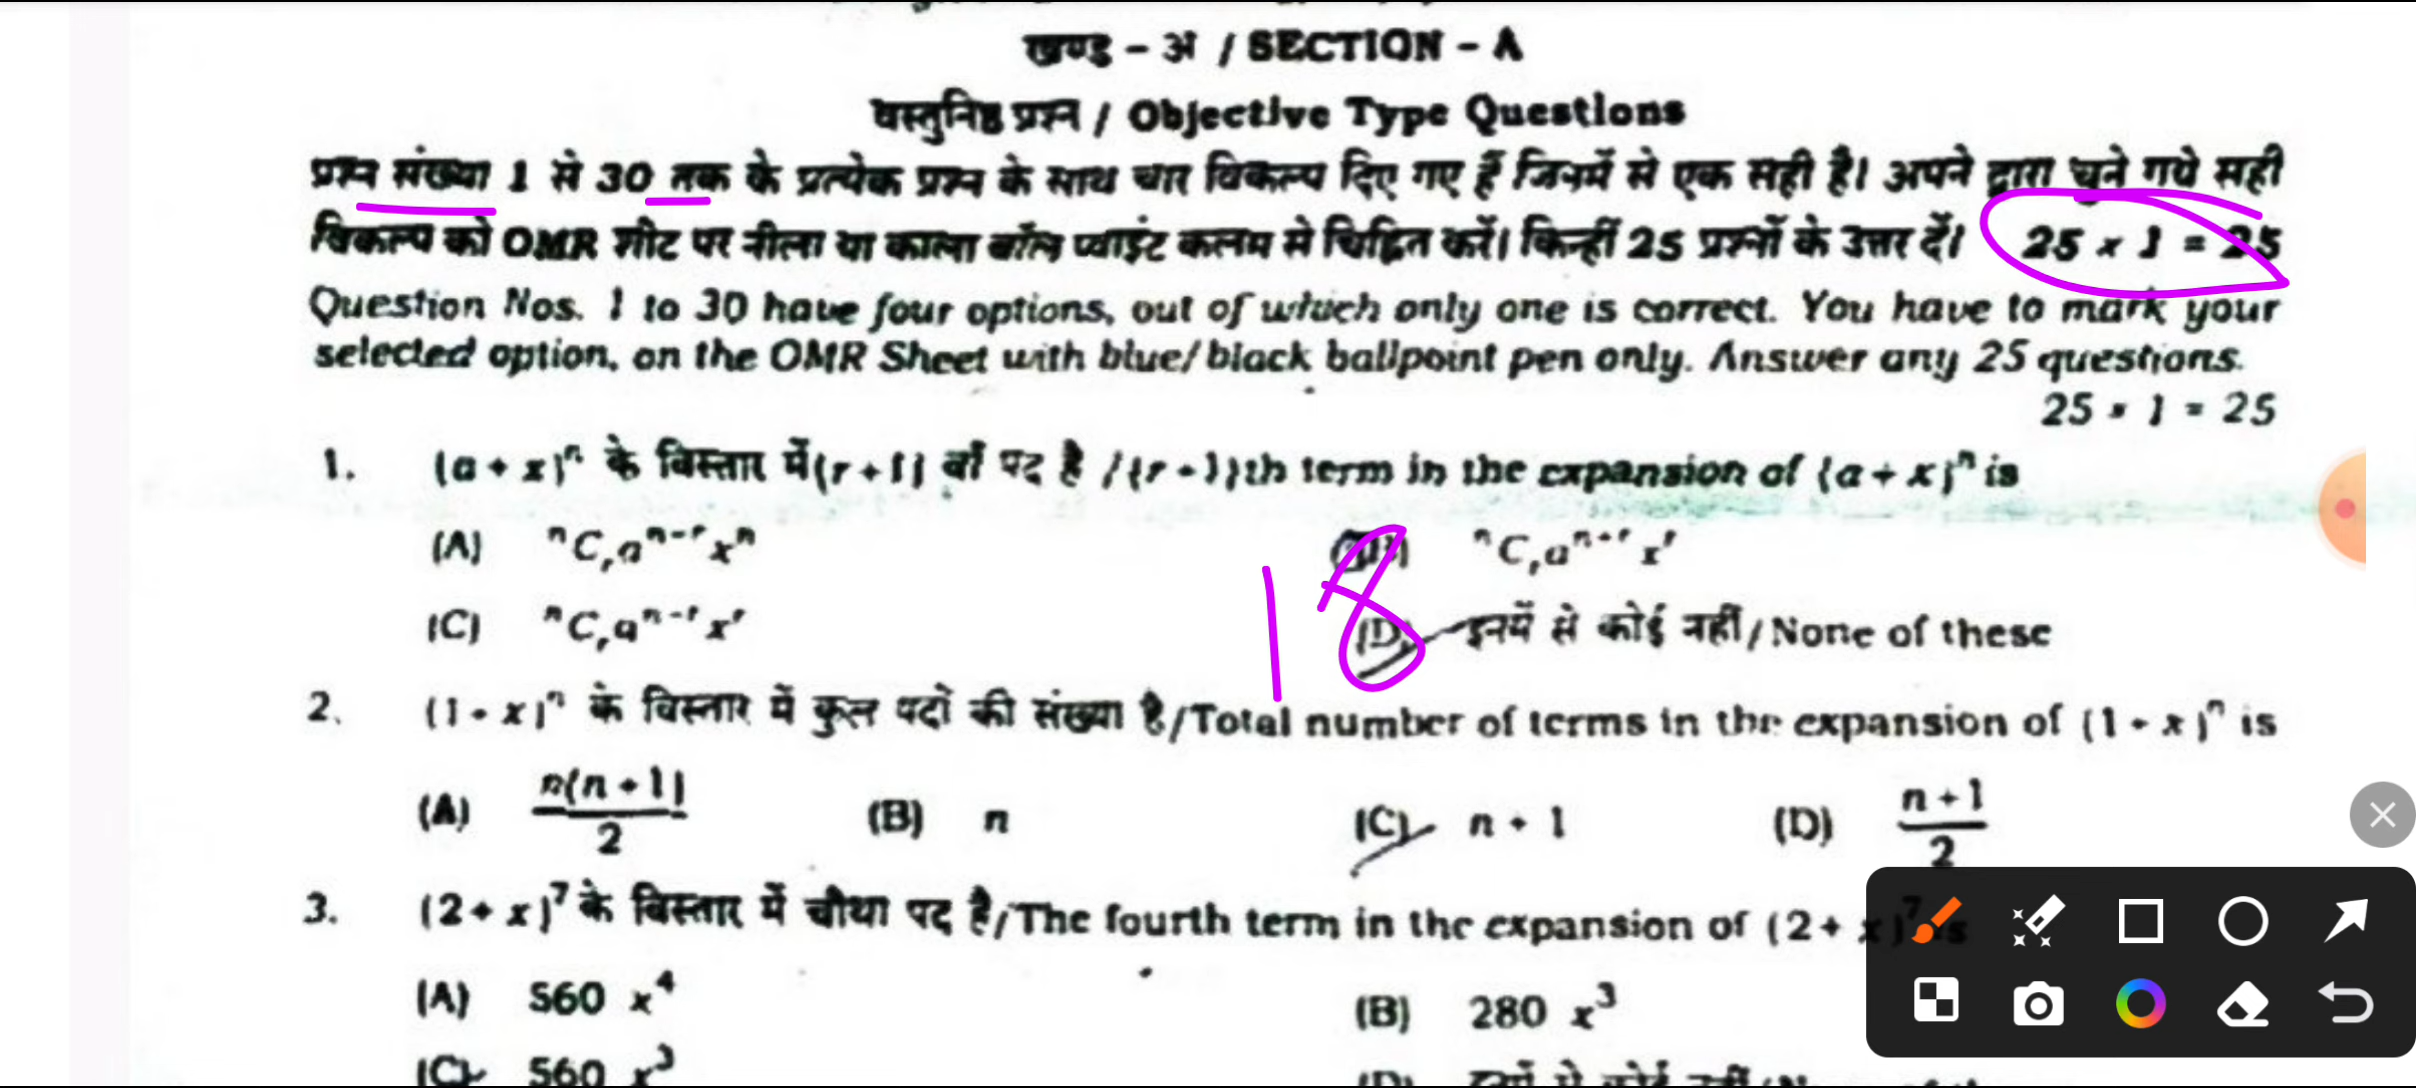 खण्ड - अ / SECTION - A
वस्तुनिष्ठ प्रश्न / Objective Type Questions
प्रश्न संख्या 1 से 30 तक के प्रत्येक प्रश्न के साथ चार विकल्प दिए गए हैं जिनमें से एक सही है। अपने द्वारा चुने गये सही
विकल्प को OMR शीट पर नीला या काला बॉल प्वाइंट कलम से चिह्नित करें। किन्हीं 25 प्रश्नों के उत्तर दें। 25 × 1 = 25
Question Nos. 1 to 30 have four options, out of which only one is correct. You have to mark your
selected option, on the OMR Sheet with blue/black ballpoint pen only. Answer any 25 questions.
25 × 1 = 25
1. (a + x)ⁿ के विस्तार में (r + 1) वाँ पद है / (r + 1)th term in the expansion of (a + x)ⁿ is
(A) ⁿCᵣaⁿ⁻ʳxⁿ (B) ⁿCᵣaⁿ⁺ʳxʳ
18
(C) ⁿCᵣaⁿ⁻ʳxʳ (D) इनमें से कोई नहीं/None of these
2. (1 + x)ⁿ के विस्तार में कुल पदों की संख्या है/Total number of terms in the expansion of (1 + x)ⁿ is
(A) n(n + 1)/2 (B) n (C) n + 1 (D) n + 1/2
3. (2 + x)⁷ के विस्तार में चौथा पद है/The fourth term in the expansion of (2 + x)⁷ is
(A) 560 x⁴ (B) 280 x³
(C) 560 x³ (D)